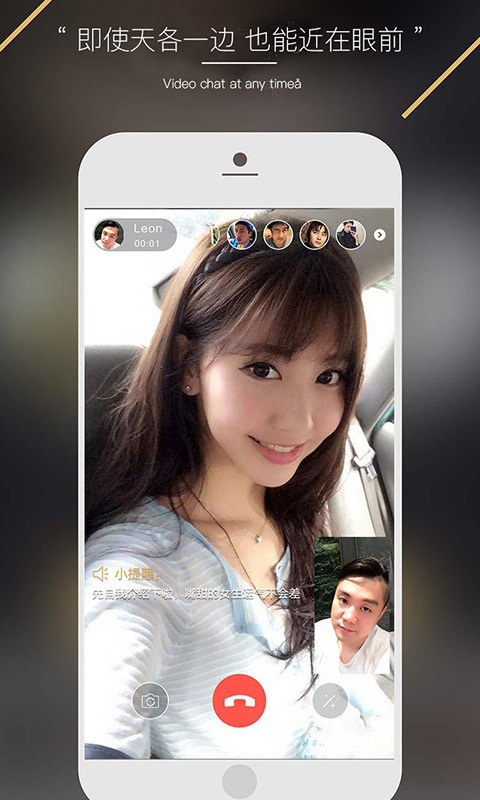 “ 即使天各一边 也能近在眼前 ”
Video chat at any timeå
Leon
00:01
小提醒：
先自我介绍下啦，嘴甜的女生运气不会差